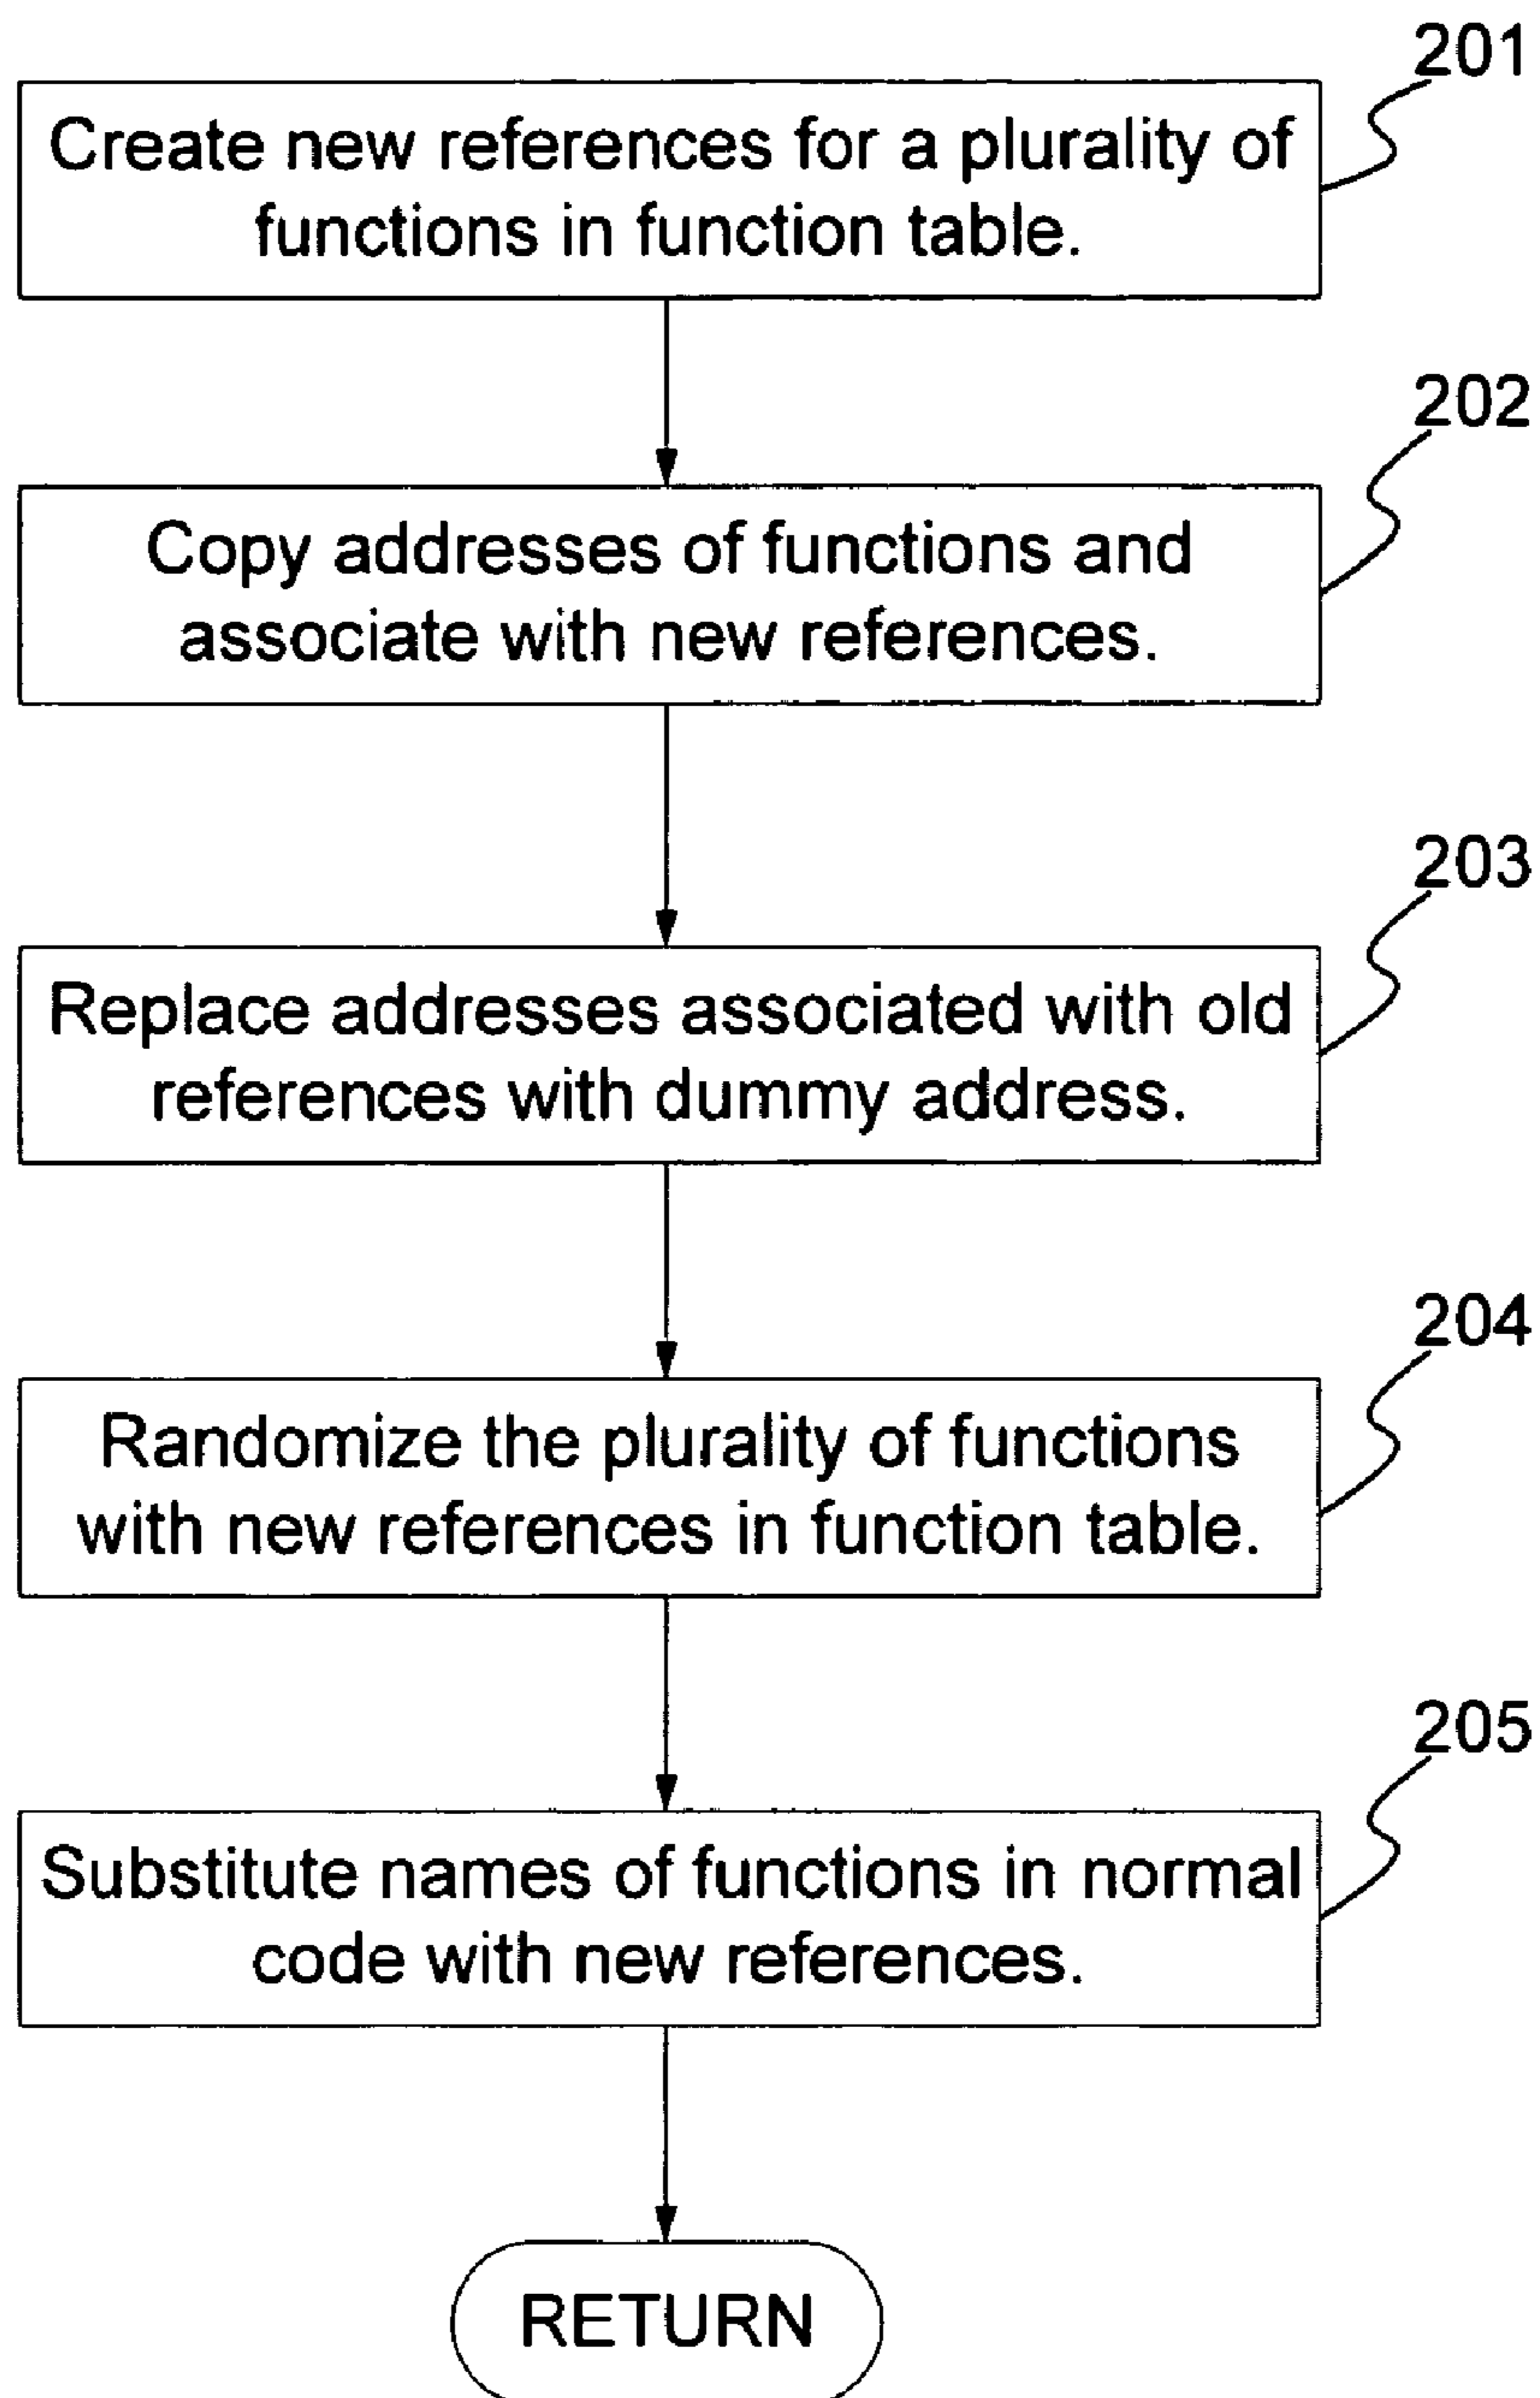 201
Create new references for a plurality of
functions in function table.
202
Copy addresses of functions and
associate with new references.
203
Replace addresses associated with old
references with dummy address.
204
Randomize the plurality of functions
with new references in function table.
205
Substitute names of functions in normal
code with new references.
RETURN